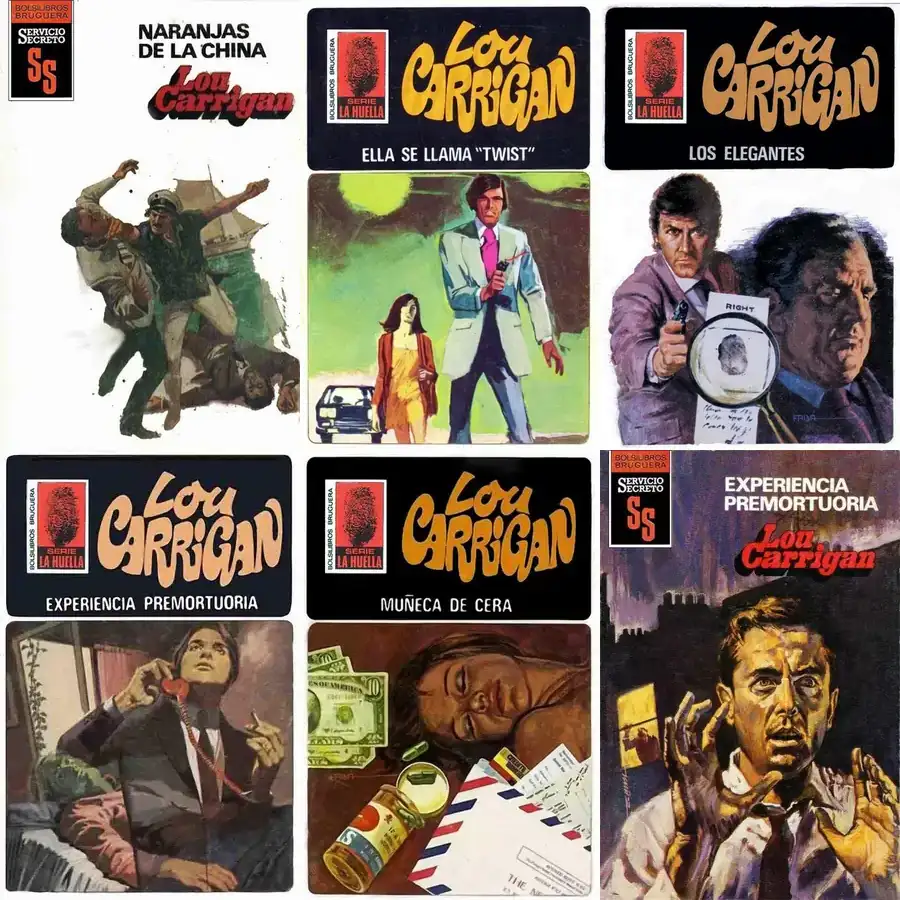 BOLSILIBROS
BRUGUERA
SERVICIO
SECRETO
SS
NARANJAS
DE LA CHINA
Lou
Carrigan
BOLSILIBROS BRUGUERA
SERIE
LA HUELLA
LOU
CARRIGAN
ELLA SE LLAMA "TWIST"
BOLSILIBROS BRUGUERA
SERIE
LA HUELLA
LOU
CARRIGAN
LOS ELEGANTES
RIGHT
FABA
BOLSILIBROS BRUGUERA
SERIE
LA HUELLA
LOU
CARRIGAN
EXPERIENCIA PREMORTUORIA
BOLSILIBROS BRUGUERA
SERIE
LA HUELLA
LOU
CARRIGAN
MUÑECA DE CERA
10
THE
BOLSILIBROS
BRUGUERA
SERVICIO
SECRETO
SS
EXPERIENCIA
PREMORTUORIA
Lou
Carrigan